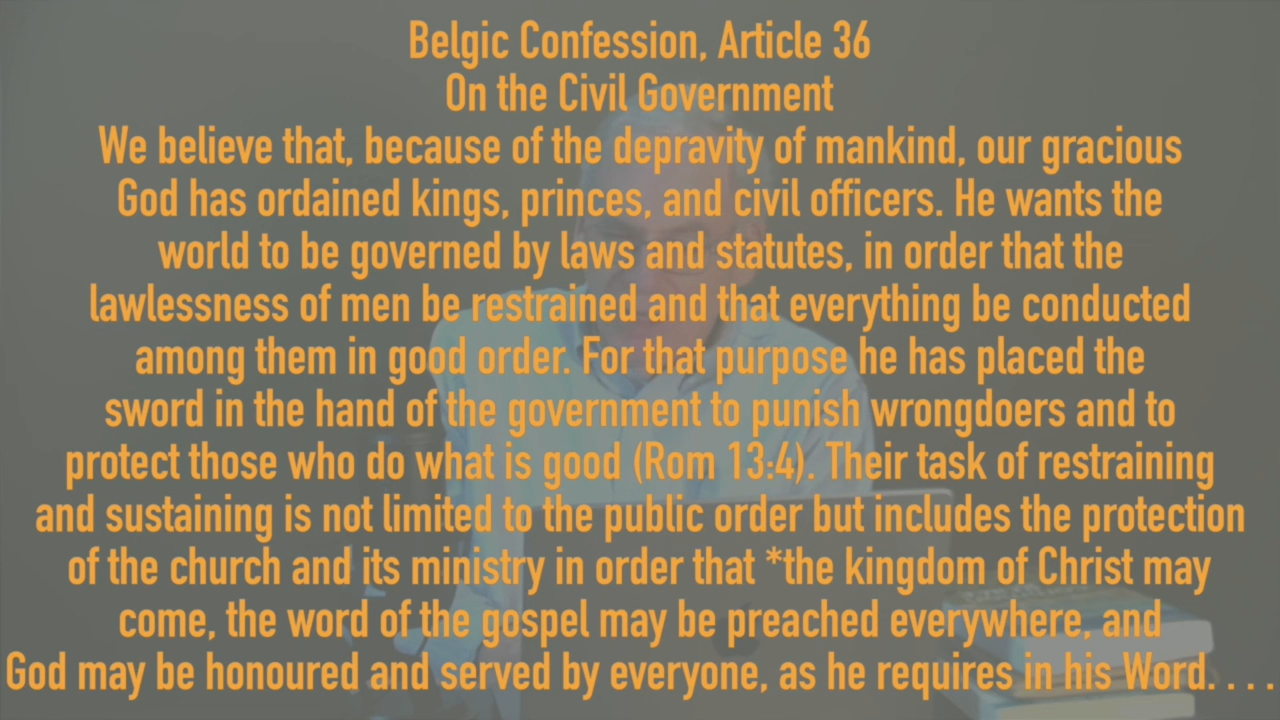 Belgic Confession, Article 36
On the Civil Government
We believe that, because of the depravity of mankind, our gracious
God has ordained kings, princes, and civil officers. He wants the
world to be governed by laws and statutes, in order that the
lawlessness of men be restrained and that everything be conducted
among them in good order. For that purpose he has placed the
sword in the hand of the government to punish wrongdoers and to
protect those who do what is good (Rom 13:4). Their task of restraining
and sustaining is not limited to the public order but includes the protection
of the church and its ministry in order that *the kingdom of Christ may
come, the word of the gospel may be preached everywhere, and
God may be honoured and served by everyone, as he requires in his Word. . . .